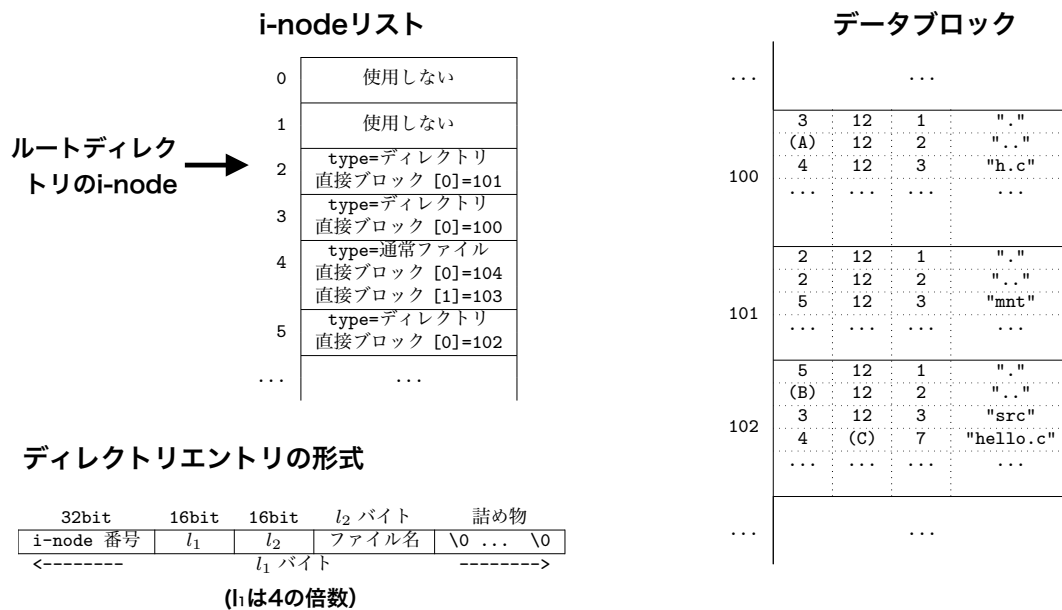 i-nodeリスト
0 使用しない
1 使用しない
ルートディレク
トリのi-node
2 type=ディレクトリ
直接ブロック [0]=101
3 type=ディレクトリ
直接ブロック [0]=100
4 type=通常ファイル
直接ブロック [0]=104
直接ブロック [1]=103
5 type=ディレクトリ
直接ブロック [0]=102
... ...
データブロック
... ...
100
3 12 1 "."
(A) 12 2 ".."
4 12 3 "h.c"
... ... ... ...
101
2 12 1 "."
2 12 2 ".."
5 12 3 "mnt"
... ... ... ...
102
5 12 1 "."
(B) 12 2 ".."
3 12 3 "src"
4 (C) 7 "hello.c"
... ... ... ...
... ...
ディレクトリエントリの形式
32bit 16bit 16bit l₂ バイト 詰め物
i-node 番号 l₁ l₂ ファイル名 \0 ... \0
<-------- l₁ バイト -------->
(l₁は4の倍数)